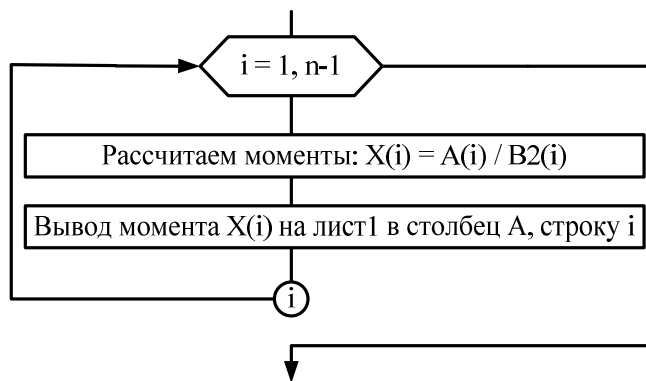 i = 1, n-1
Рассчитаем моменты: X(i) = A(i) / B2(i)
Вывод момента X(i) на лист1 в столбец А, строку i
i